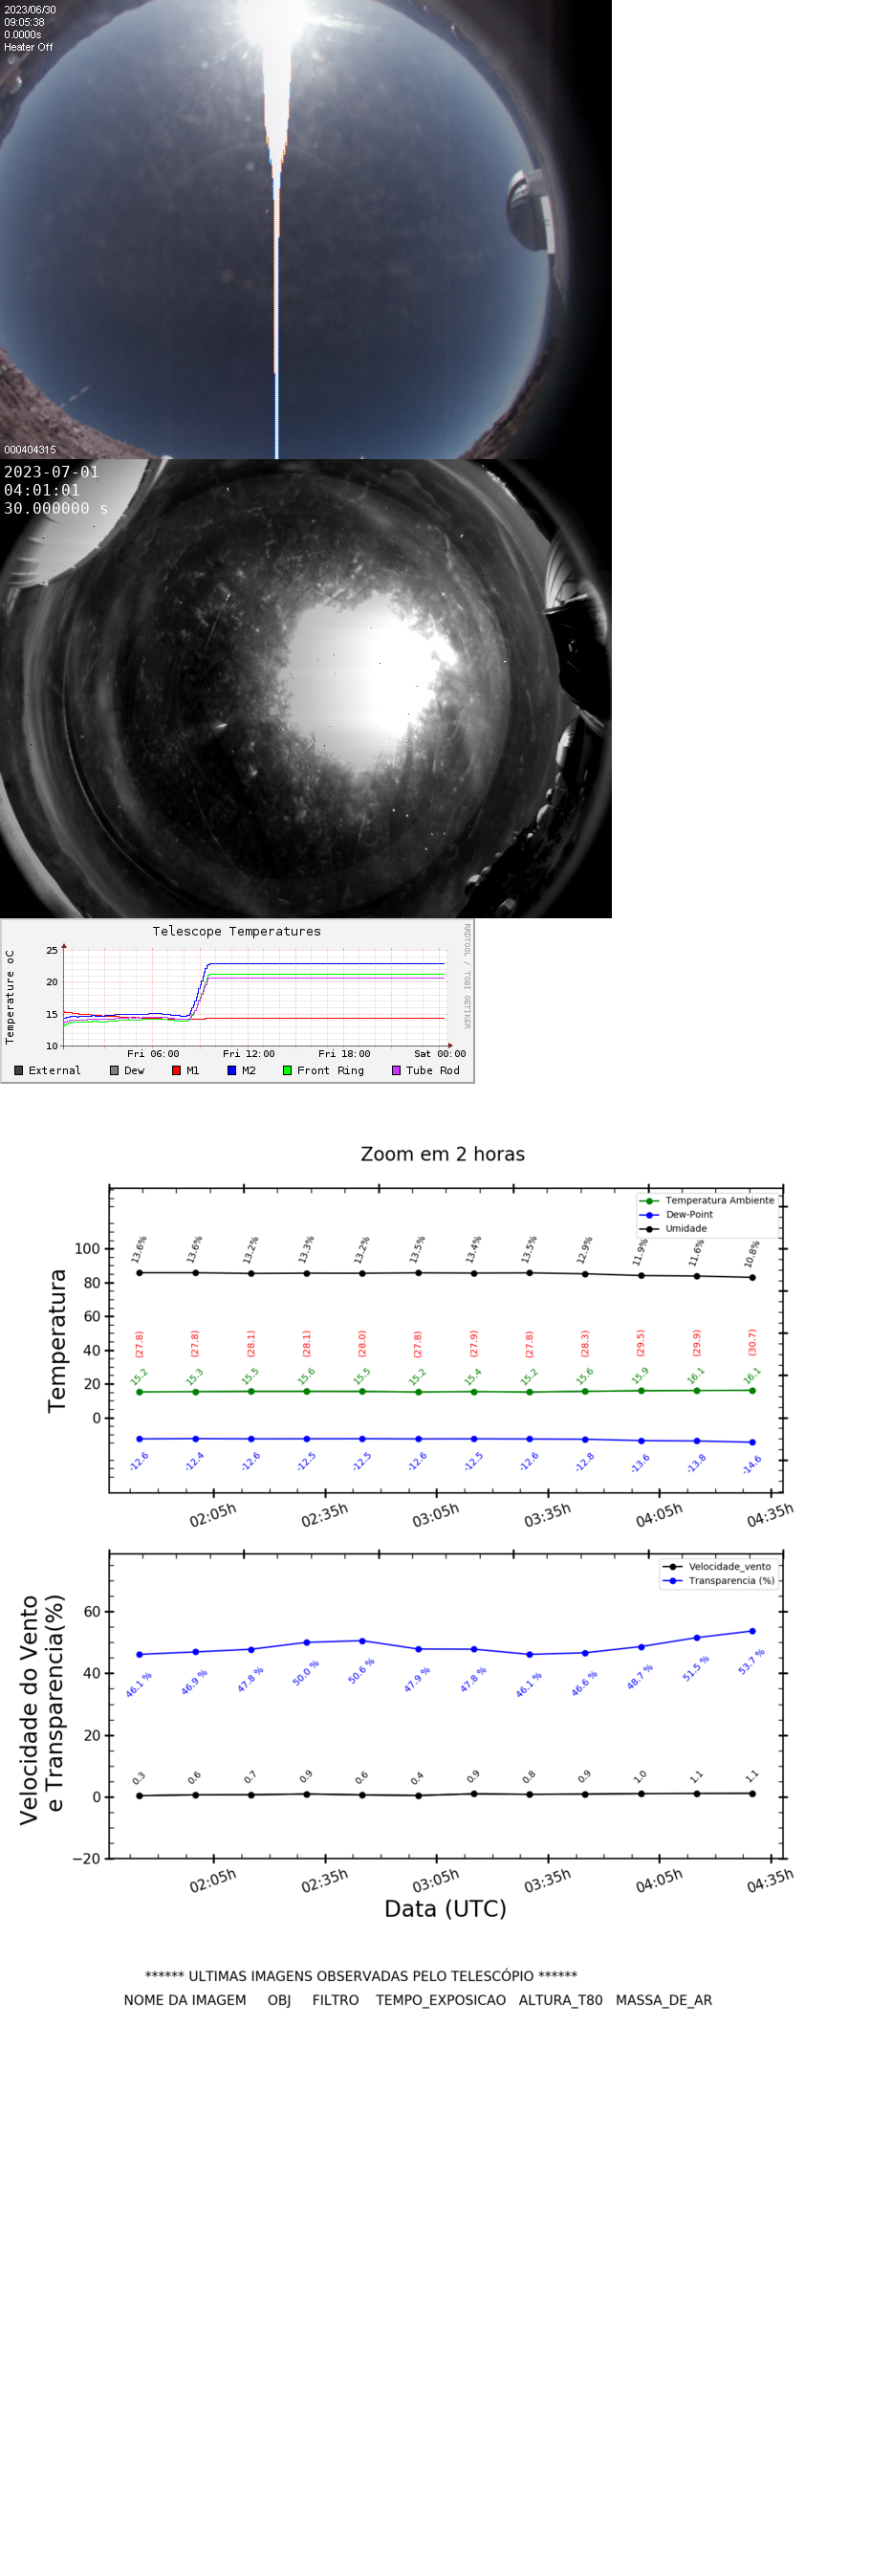 2023/06/30
09:05:38
0.0000s
Heater Off
000404315
2023-07-01
04:01:01
30.000000 s
Telescope Temperatures
RRDTOOL / TOBI OETIKER
Temperature oC
25
20
15
10
Fri 06:00 Fri 12:00 Fri 18:00 Sat 00:00
External Dew M1 M2 Front Ring Tube Rod
Zoom em 2 horas
Temperatura Ambiente
Dew-Point
Umidade
Temperatura
100
80
60
40
20
0
13.6% 13.6% 13.2% 13.3% 13.2% 13.5% 13.4% 13.5% 12.9% 11.9% 11.6% 10.8%
(27.8) (27.8) (28.1) (28.1) (28.0) (27.8) (27.9) (27.8) (28.3) (29.5) (29.9) (30.7)
15.2 15.3 15.5 15.6 15.5 15.2 15.4 15.2 15.6 15.9 16.1 16.1
-12.6 -12.4 -12.6 -12.5 -12.5 -12.6 -12.5 -12.6 -12.8 -13.6 -13.8 -14.6
02:05h 02:35h 03:05h 03:35h 04:05h 04:35h
Velocidade_vento
Transparencia (%)
Velocidade do Vento
e Transparencia(%)
60
40
20
0
−20
46.1 % 46.9 % 47.8 % 50.0 % 50.6 % 47.9 % 47.8 % 46.1 % 46.6 % 48.7 % 51.5 % 53.7 %
0.3 0.6 0.7 0.9 0.6 0.4 0.9 0.8 0.9 1.0 1.1 1.1
02:05h 02:35h 03:05h 03:35h 04:05h 04:35h
Data (UTC)
****** ULTIMAS IMAGENS OBSERVADAS PELO TELESCÓPIO ******
NOME DA IMAGEM OBJ FILTRO TEMPO_EXPOSICAO ALTURA_T80 MASSA_DE_AR